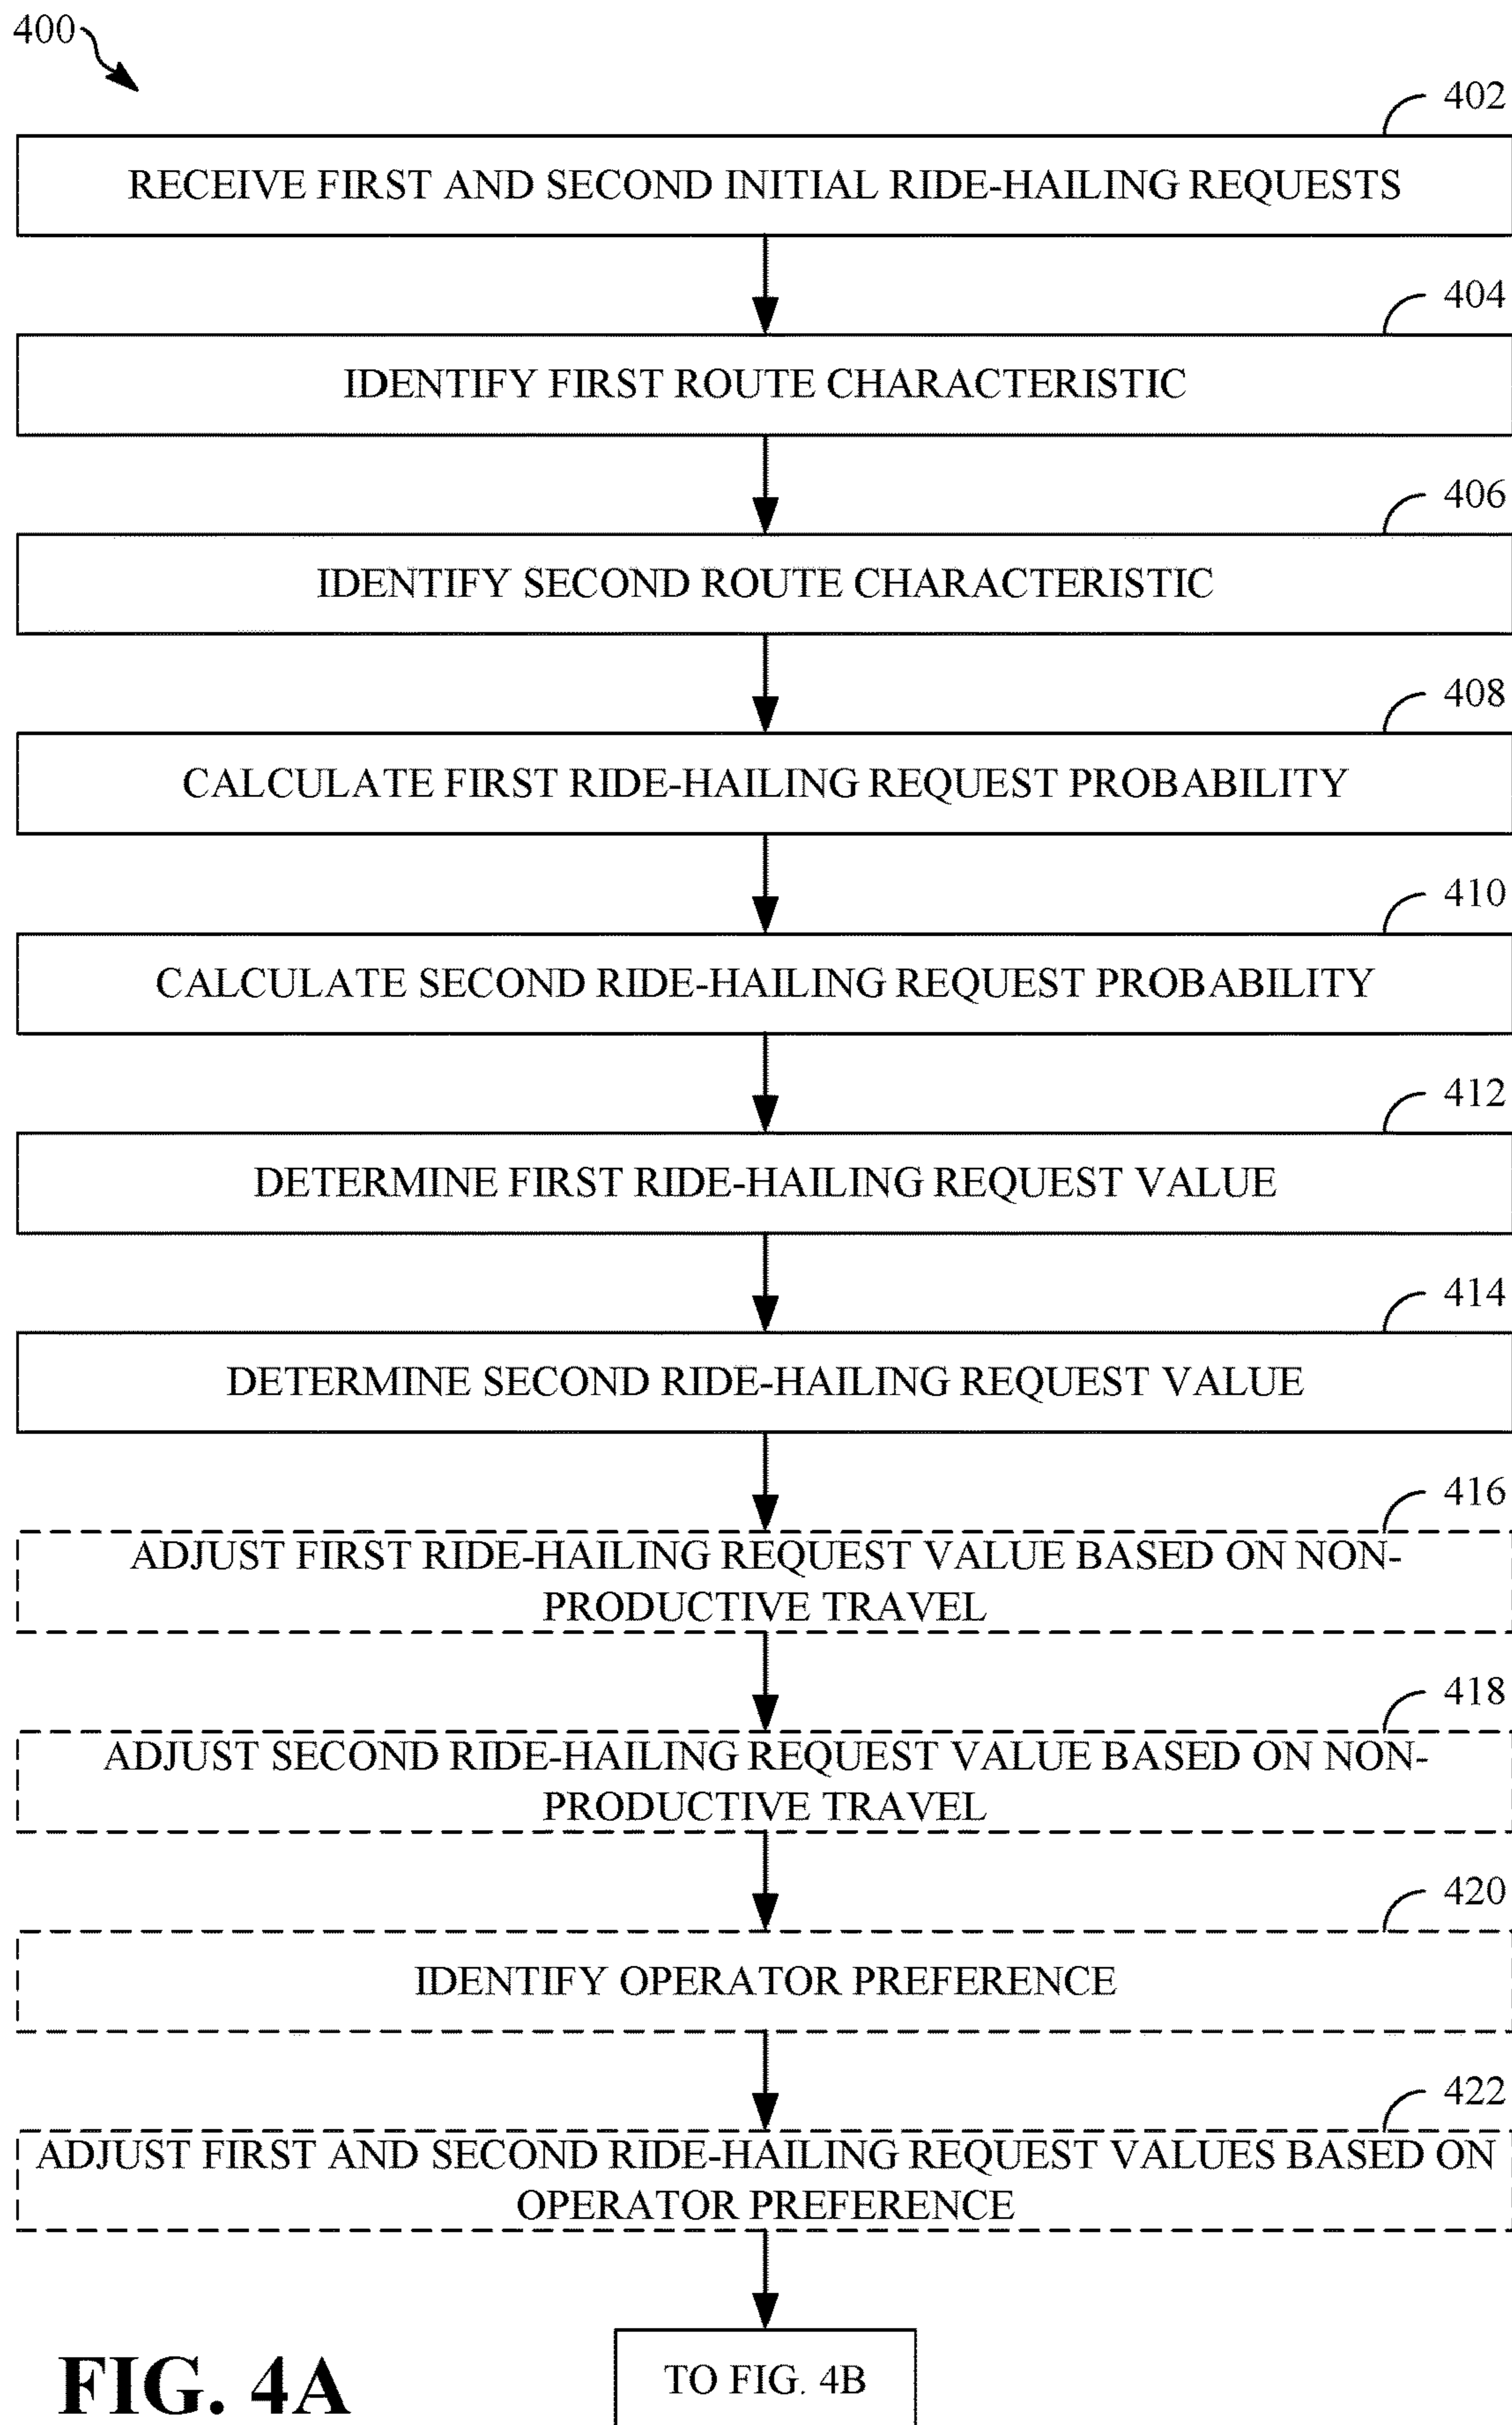 400
402
RECEIVE FIRST AND SECOND INITIAL RIDE-HAILING REQUESTS
404
IDENTIFY FIRST ROUTE CHARACTERISTIC
406
IDENTIFY SECOND ROUTE CHARACTERISTIC
408
CALCULATE FIRST RIDE-HAILING REQUEST PROBABILITY
410
CALCULATE SECOND RIDE-HAILING REQUEST PROBABILITY
412
DETERMINE FIRST RIDE-HAILING REQUEST VALUE
414
DETERMINE SECOND RIDE-HAILING REQUEST VALUE
416
ADJUST FIRST RIDE-HAILING REQUEST VALUE BASED ON NON-
PRODUCTIVE TRAVEL
418
ADJUST SECOND RIDE-HAILING REQUEST VALUE BASED ON NON-
PRODUCTIVE TRAVEL
420
IDENTIFY OPERATOR PREFERENCE
422
ADJUST FIRST AND SECOND RIDE-HAILING REQUEST VALUES BASED ON
OPERATOR PREFERENCE
TO FIG. 4B
FIG. 4A